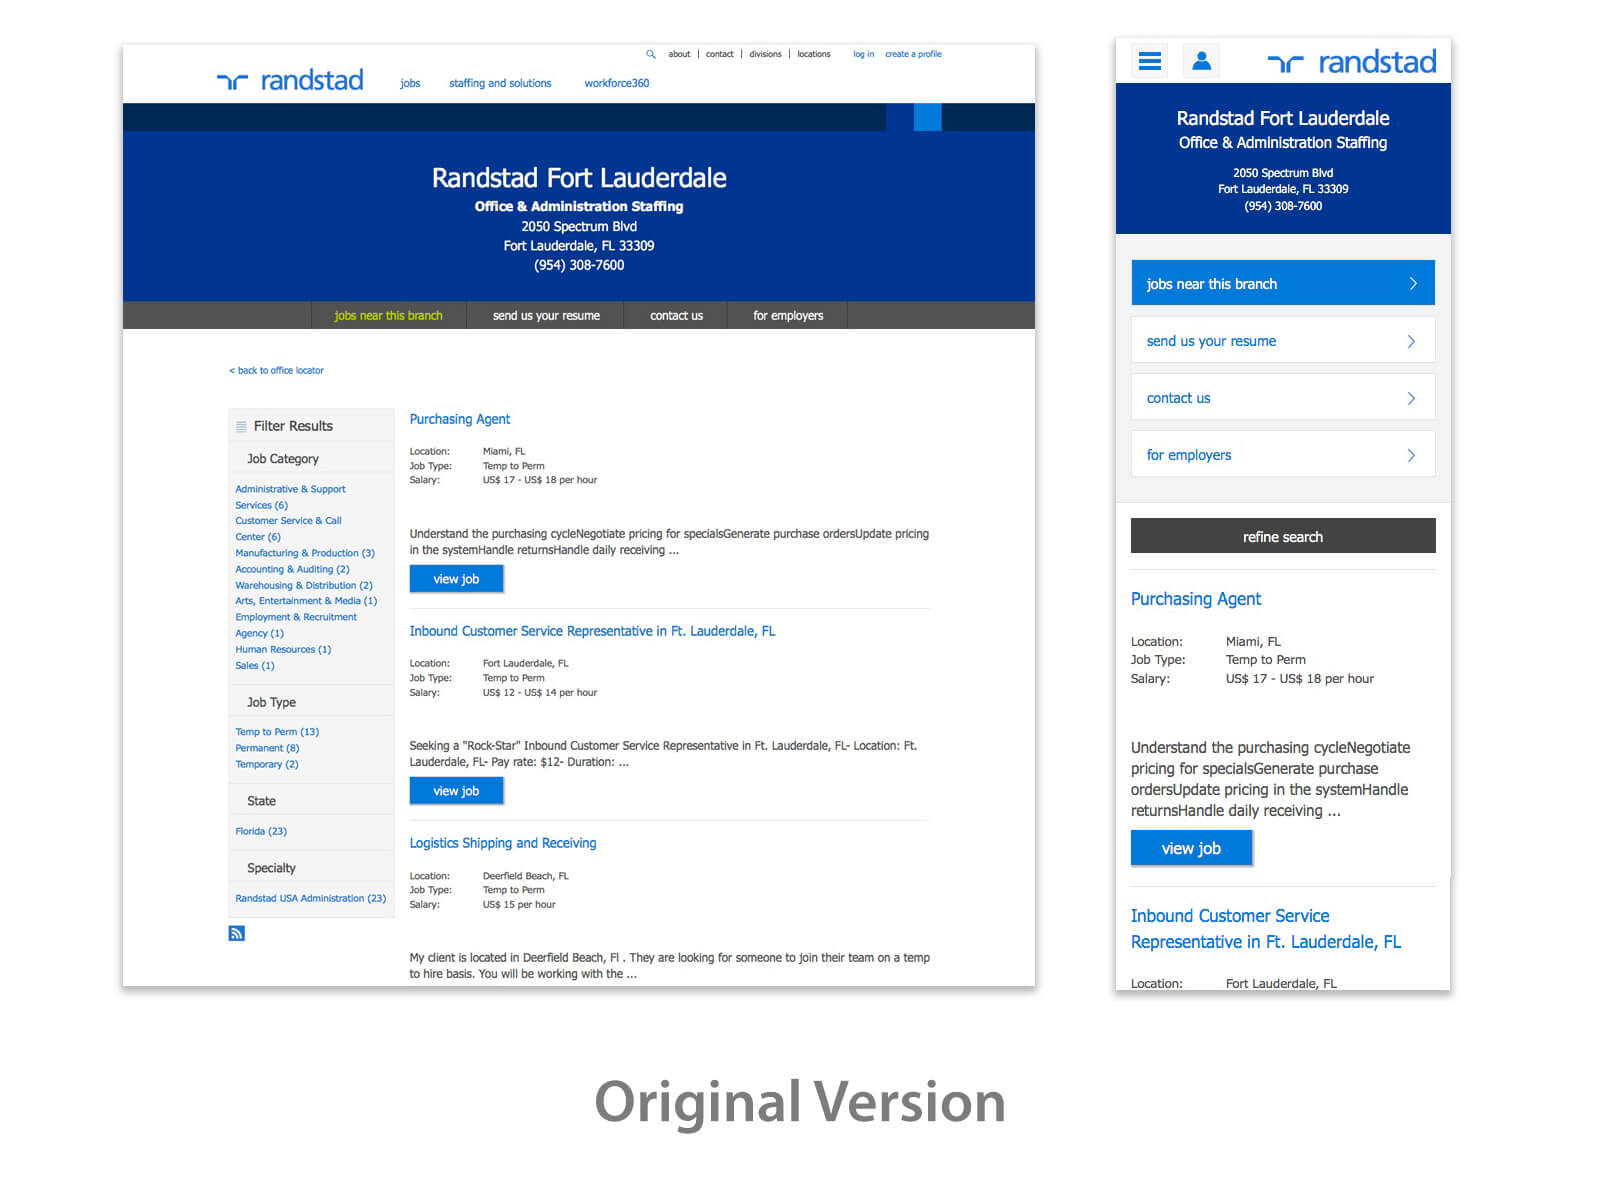 about | contact | divisions | locations log in create a profile
randstad jobs staffing and solutions workforce360
Randstad Fort Lauderdale
Office & Administration Staffing
2050 Spectrum Blvd
Fort Lauderdale, FL 33309
(954) 308-7600
jobs near this branch send us your resume contact us for employers
< back to office locator
Filter Results
Job Category
Administrative & Support
Services (6)
Customer Service & Call
Center (6)
Manufacturing & Production (3)
Accounting & Auditing (2)
Warehousing & Distribution (2)
Arts, Entertainment & Media (1)
Employment & Recruitment
Agency (1)
Human Resources (1)
Sales (1)
Job Type
Temp to Perm (13)
Permanent (8)
Temporary (2)
State
Florida (23)
Specialty
Randstad USA Administration (23)
Purchasing Agent
Location: Miami, FL
Job Type: Temp to Perm
Salary: US$ 17 - US$ 18 per hour
Understand the purchasing cycleNegotiate pricing for specialsGenerate purchase ordersUpdate pricing
in the systemHandle returnsHandle daily receiving ...
view job
Inbound Customer Service Representative in Ft. Lauderdale, FL
Location: Fort Lauderdale, FL
Job Type: Temp to Perm
Salary: US$ 12 - US$ 14 per hour
Seeking a "Rock-Star" Inbound Customer Service Representative in Ft. Lauderdale, FL- Location: Ft.
Lauderdale, FL- Pay rate: $12- Duration: ...
view job
Logistics Shipping and Receiving
Location: Deerfield Beach, FL
Job Type: Temp to Perm
Salary: US$ 15 per hour
My client is located in Deerfield Beach, Fl . They are looking for someone to join their team on a temp
to hire basis. You will be working with the ...
randstad
Randstad Fort Lauderdale
Office & Administration Staffing
2050 Spectrum Blvd
Fort Lauderdale, FL 33309
(954) 308-7600
jobs near this branch
send us your resume
contact us
for employers
refine search
Purchasing Agent
Location: Miami, FL
Job Type: Temp to Perm
Salary: US$ 17 - US$ 18 per hour
Understand the purchasing cycleNegotiate
pricing for specialsGenerate purchase
ordersUpdate pricing in the systemHandle
returnsHandle daily receiving ...
view job
Inbound Customer Service
Representative in Ft. Lauderdale, FL
Location: Fort Lauderdale, FL
Original Version